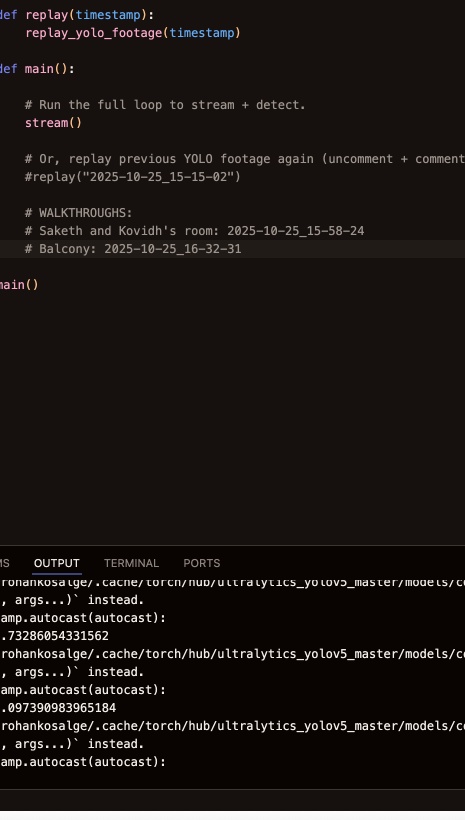 def replay(timestamp):
replay_yolo_footage(timestamp)
def main():
# Run the full loop to stream + detect.
stream()
# Or, replay previous YOLO footage again (uncomment + comment
#replay("2025-10-25_15-15-02")
# WALKTHROUGHS:
# Saketh and Kovidh's room: 2025-10-25_15-58-24
# Balcony: 2025-10-25_16-32-31
main()
MS OUTPUT TERMINAL PORTS
rohankosalge/.cache/torch/hub/ultralytics_yolov5_master/models/co
, args...)` instead.
amp.autocast(autocast):
.73286054331562
rohankosalge/.cache/torch/hub/ultralytics_yolov5_master/models/co
, args...)` instead.
amp.autocast(autocast):
.097390983965184
rohankosalge/.cache/torch/hub/ultralytics_yolov5_master/models/co
, args...)` instead.
amp.autocast(autocast):